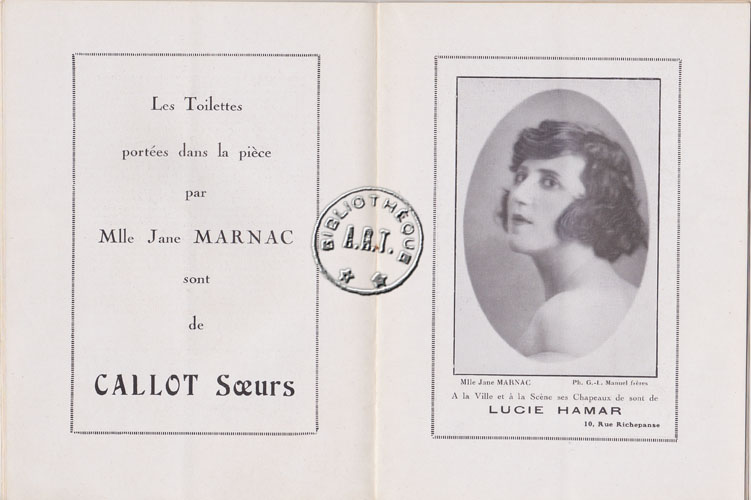 Les Toilettes
portées dans la pièce
par
Mlle Jane MARNAC
sont
de
CALLOT Sœurs
BIBLIOTHÈQUE
A.R.T.
Mlle Jane MARNAC Ph. G.-L. Manuel frères
A la Ville et à la Scène ses Chapeaux de sont de
LUCIE HAMAR
10, Rue Richepanse